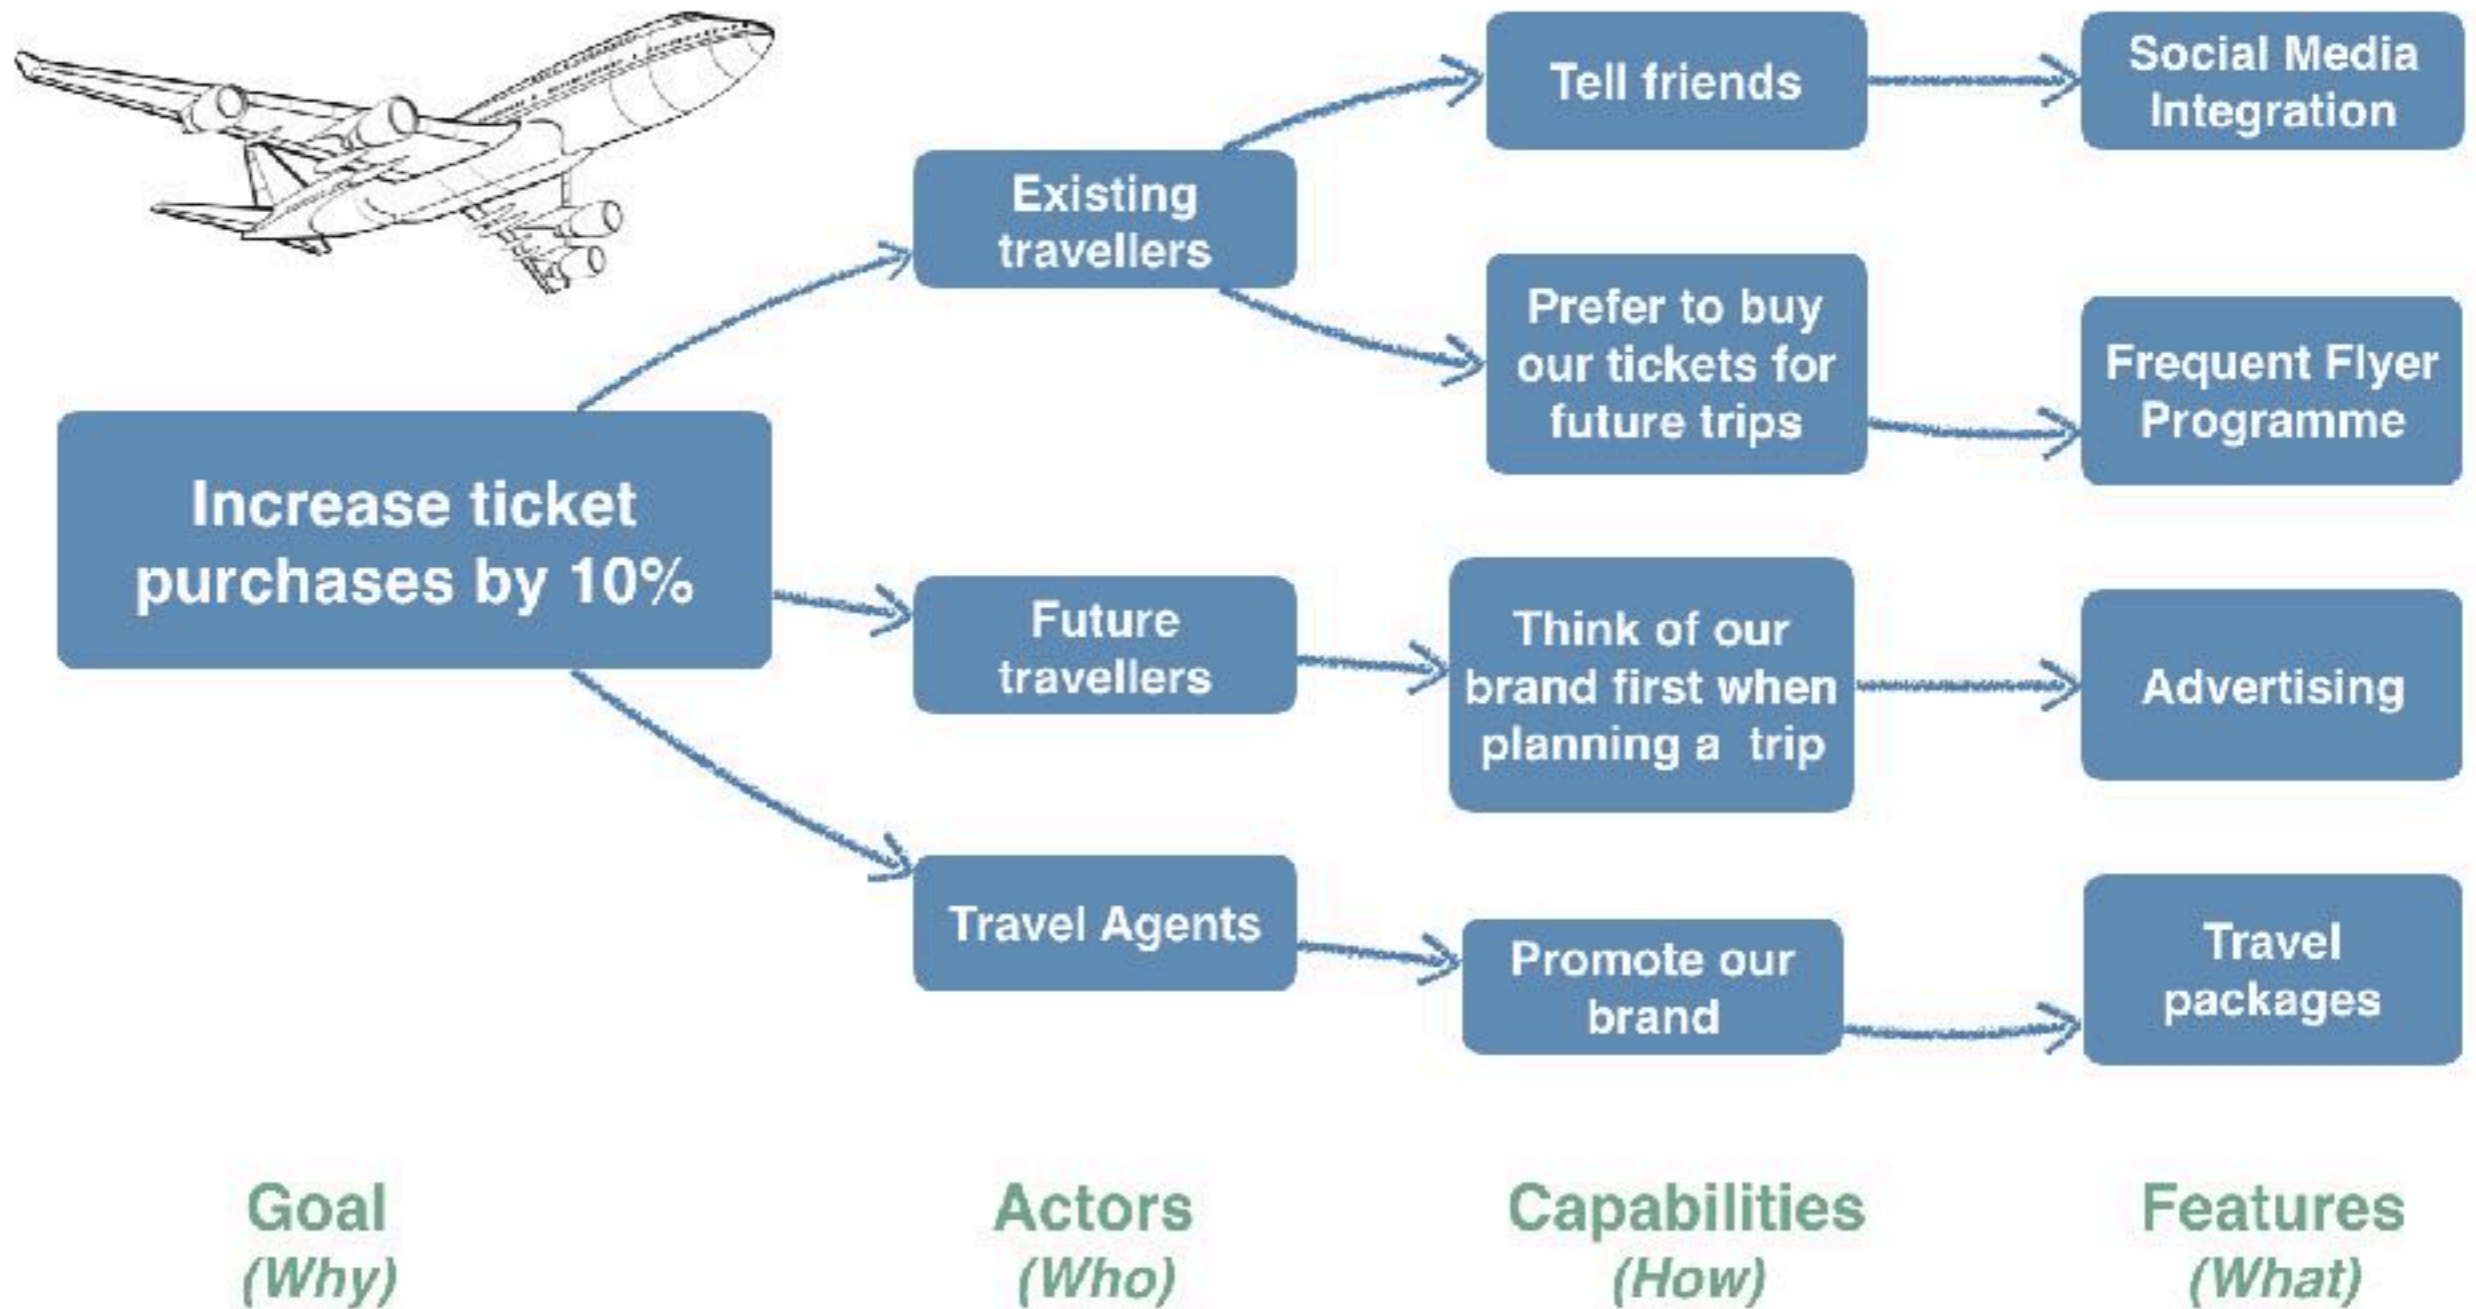 Increase ticket
purchases by 10%
Existing
travellers
Future
travellers
Travel Agents
Tell friends
Prefer to buy
our tickets for
future trips
Think of our
brand first when
planning a  trip
Promote our
brand
Social Media
Integration
Frequent Flyer
Programme
Advertising
Travel
packages
Goal
(Why)
Actors
(Who)
Capabilities
(How)
Features
(What)